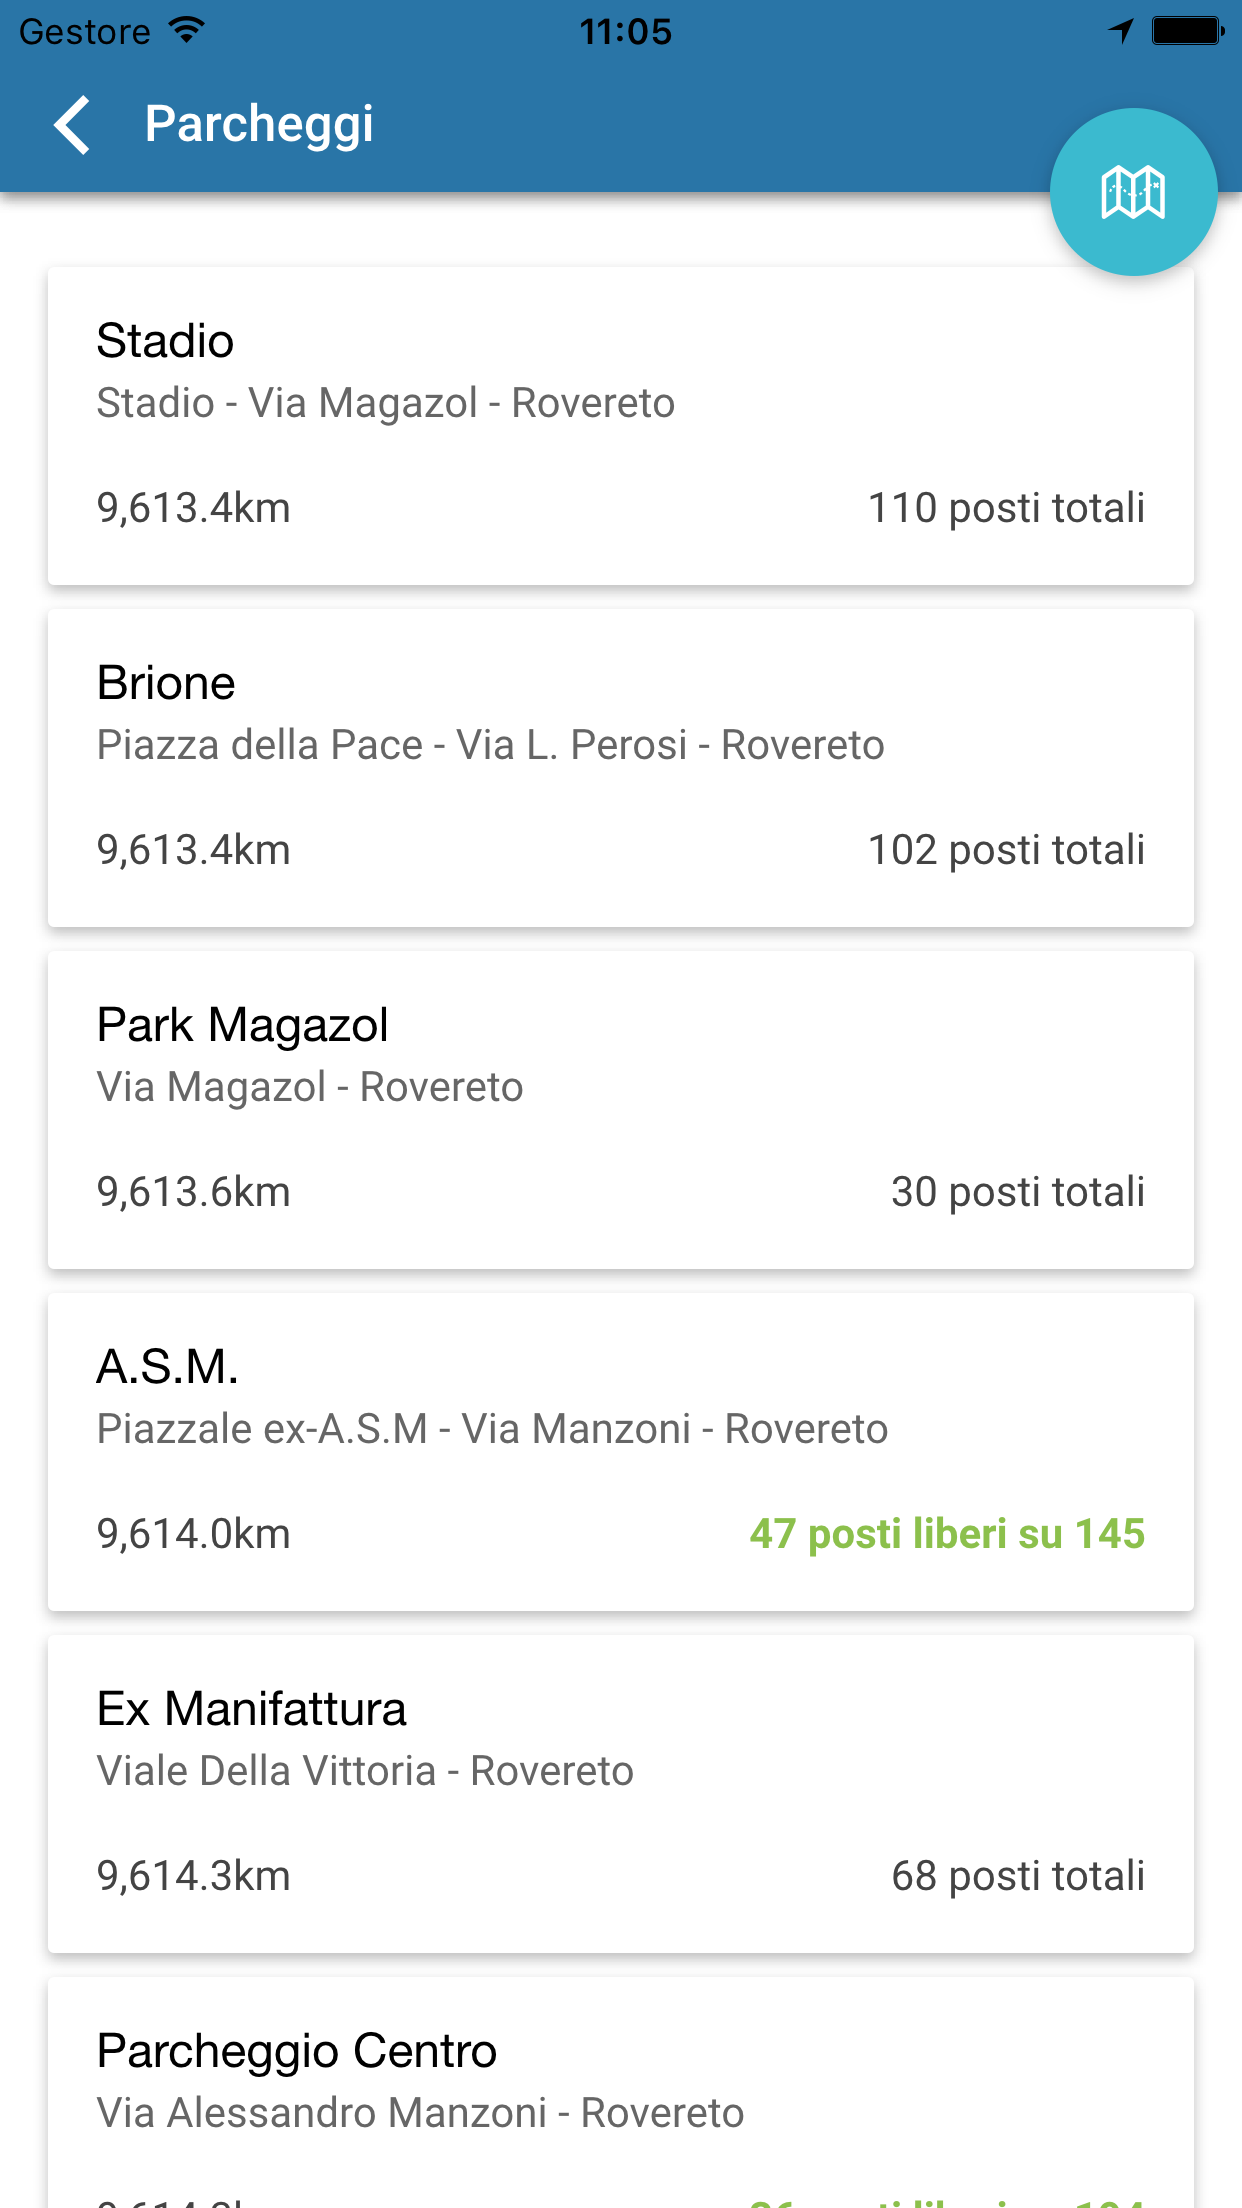 Gestore 11:05
Parcheggi
Stadio
Stadio - Via Magazol - Rovereto
9,613.4km 110 posti totali
Brione
Piazza della Pace - Via L. Perosi - Rovereto
9,613.4km 102 posti totali
Park Magazol
Via Magazol - Rovereto
9,613.6km 30 posti totali
A.S.M.
Piazzale ex-A.S.M - Via Manzoni - Rovereto
9,614.0km 47 posti liberi su 145
Ex Manifattura
Viale Della Vittoria - Rovereto
9,614.3km 68 posti totali
Parcheggio Centro
Via Alessandro Manzoni - Rovereto